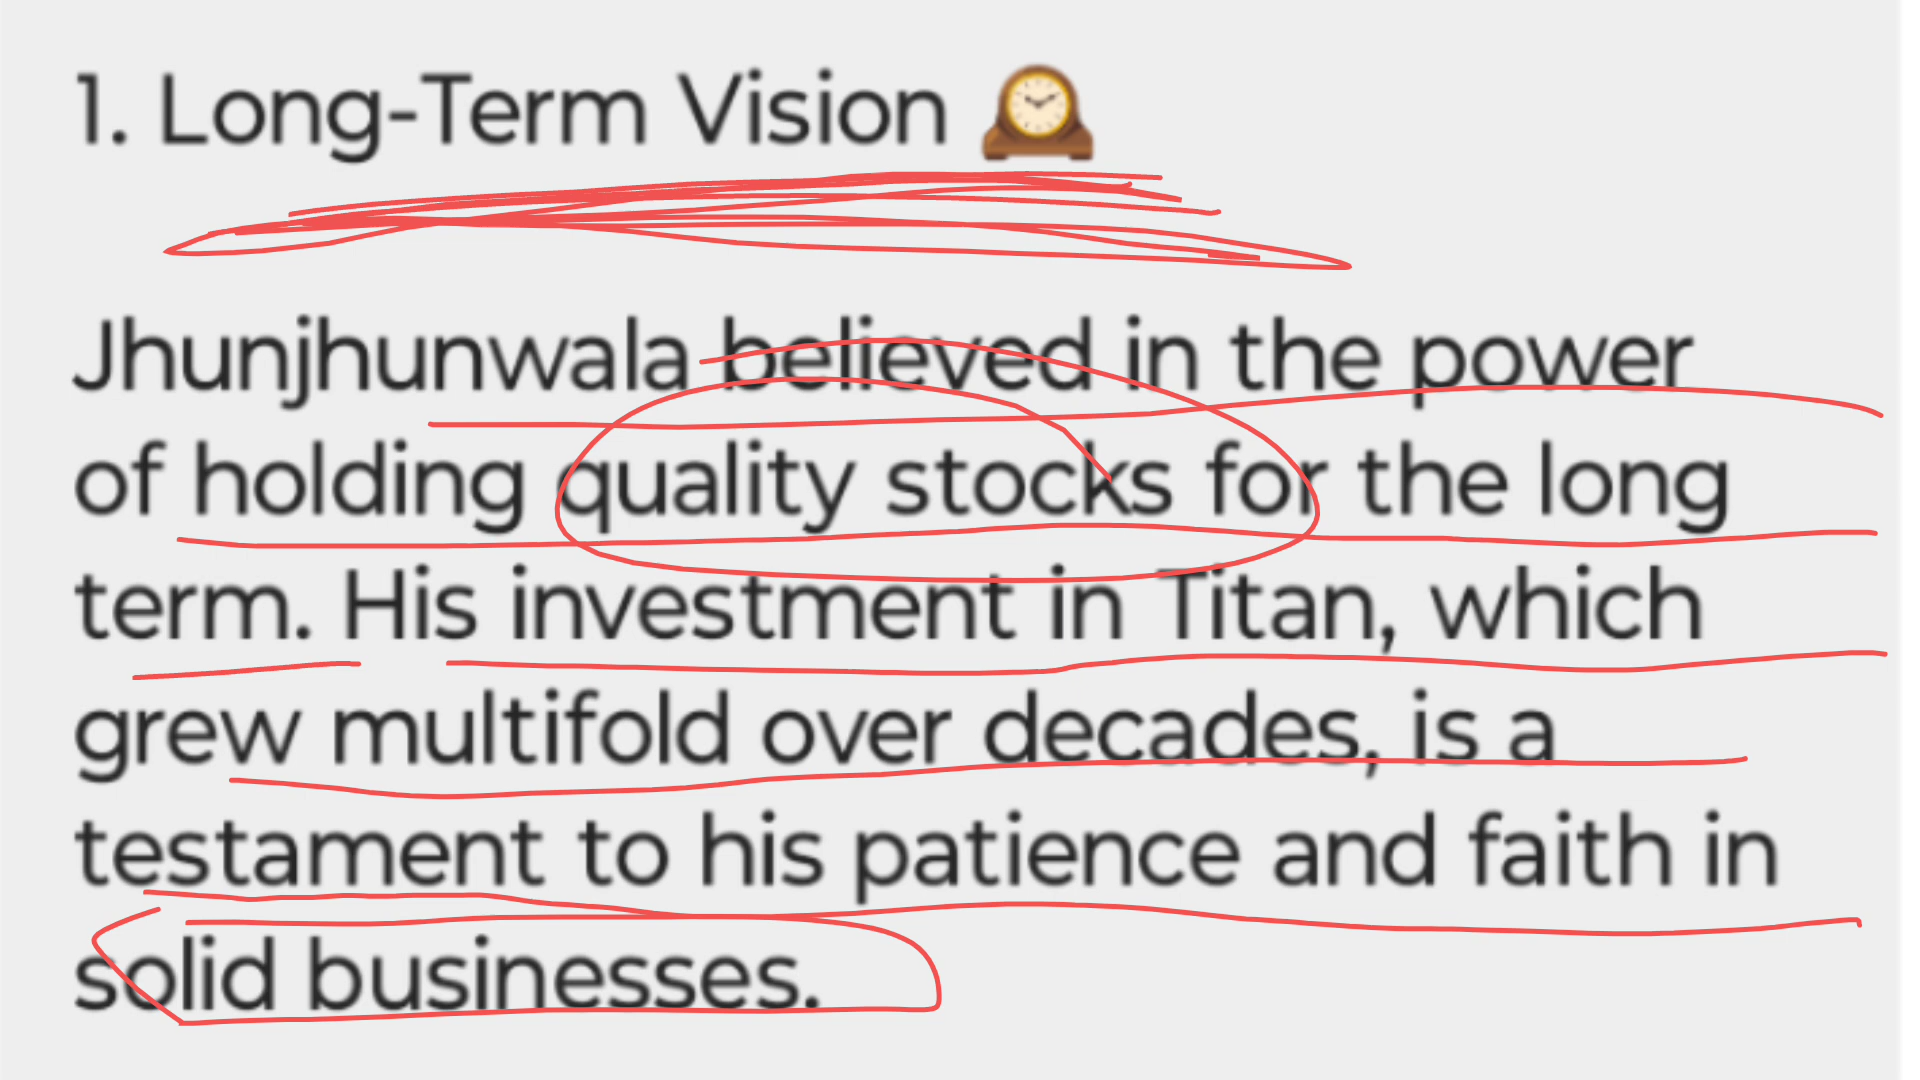 1. Long-Term Vision 🕰️
Jhunjhunwala believed in the power
of holding quality stocks for the long
term. His investment in Titan, which
grew multifold over decades, is a
testament to his patience and faith in
solid businesses.